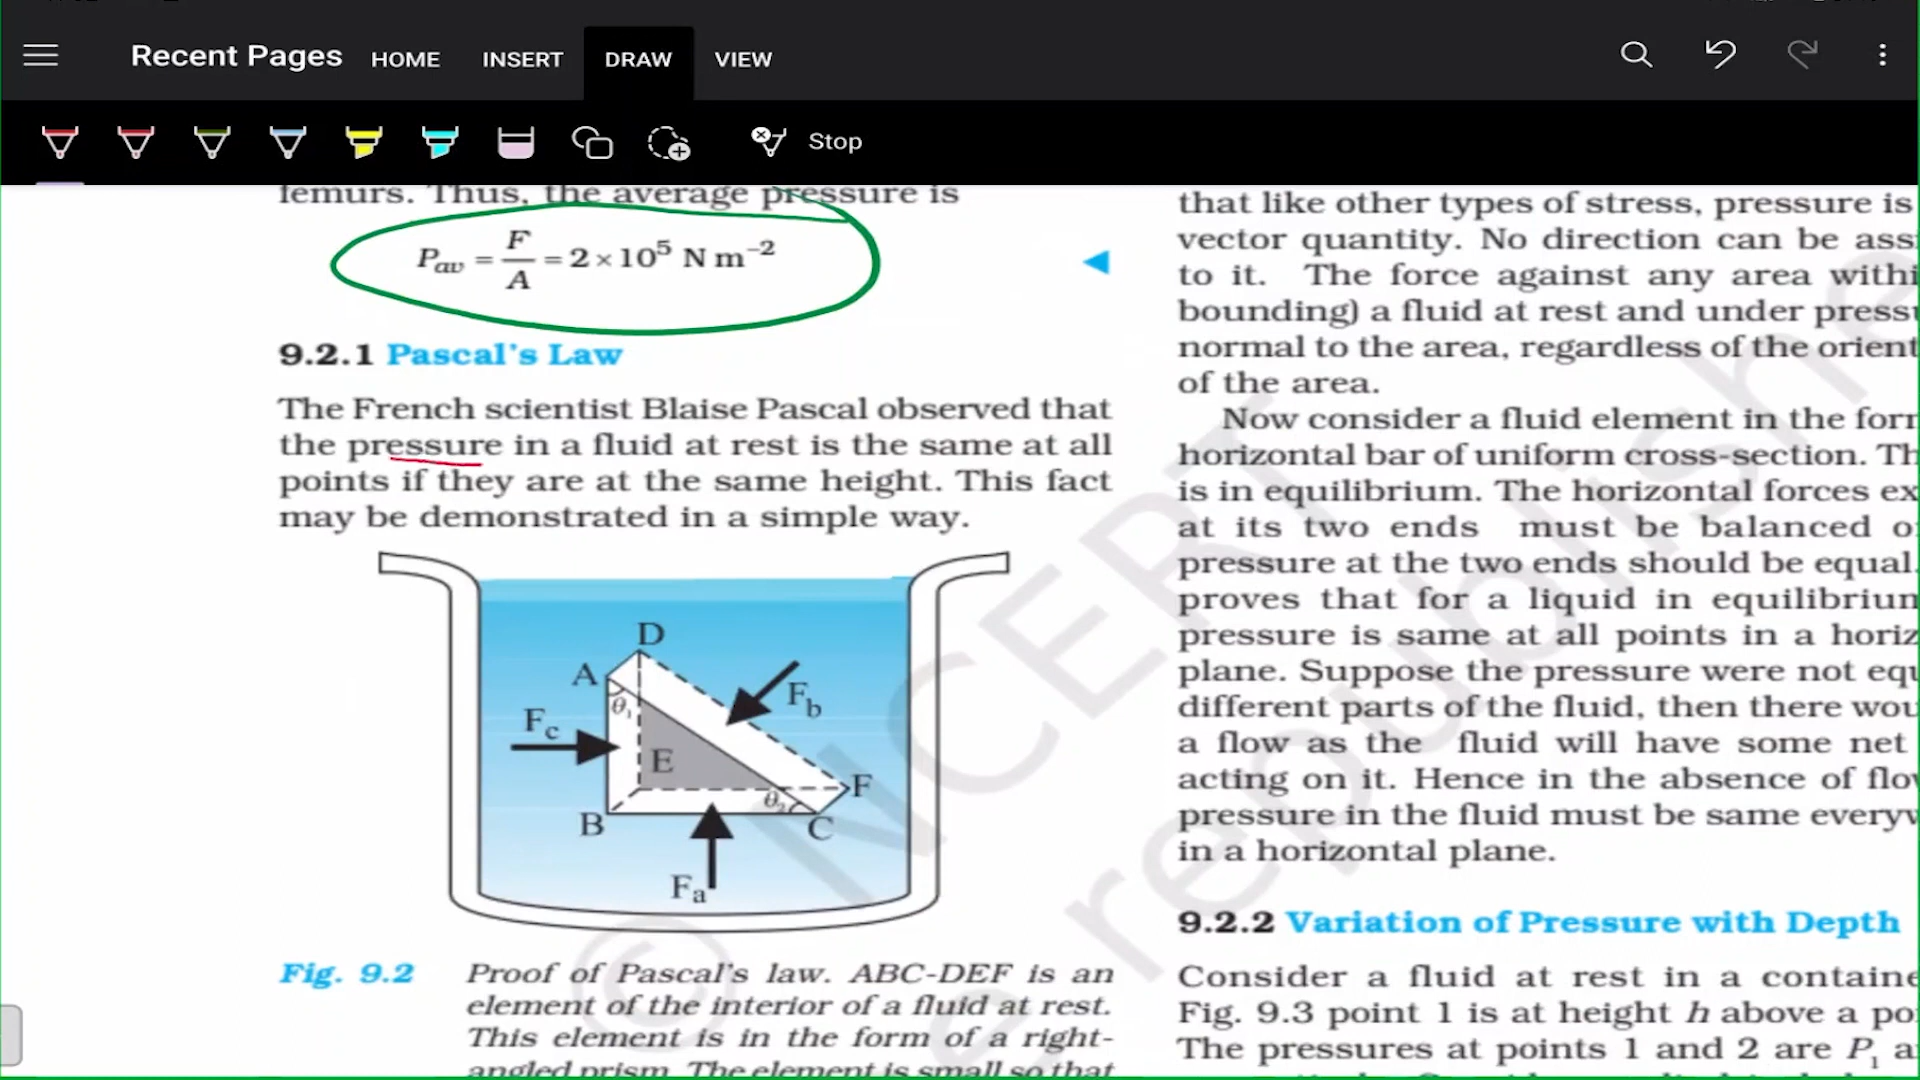 Recent Pages HOME INSERT DRAW VIEW
Stop
femurs. Thus, the average pressure is
P_av = F/A = 2 × 10⁵ N m⁻²
9.2.1 Pascal's Law
The French scientist Blaise Pascal observed that
the pressure in a fluid at rest is the same at all
points if they are at the same height. This fact
may be demonstrated in a simple way.
D
A
θ₁
F_b
F_c
E
F
θ₂
B
C
F_a
Fig. 9.2 Proof of Pascal's law. ABC-DEF is an
element of the interior of a fluid at rest.
This element is in the form of a right-
angled prism. The element is small so that
that like other types of stress, pressure is
vector quantity. No direction can be ass
to it. The force against any area withi
bounding) a fluid at rest and under press
normal to the area, regardless of the orient
of the area.
Now consider a fluid element in the for
horizontal bar of uniform cross-section. Th
is in equilibrium. The horizontal forces ex
at its two ends must be balanced o
pressure at the two ends should be equal.
proves that for a liquid in equilibriu
pressure is same at all points in a horiz
plane. Suppose the pressure were not equ
different parts of the fluid, then there wou
a flow as the fluid will have some net
acting on it. Hence in the absence of flo
pressure in the fluid must be same everyw
in a horizontal plane.
9.2.2 Variation of Pressure with Depth
Consider a fluid at rest in a containe
Fig. 9.3 point 1 is at height h above a po
The pressures at points 1 and 2 are P₁ a
© NCERT
republishe